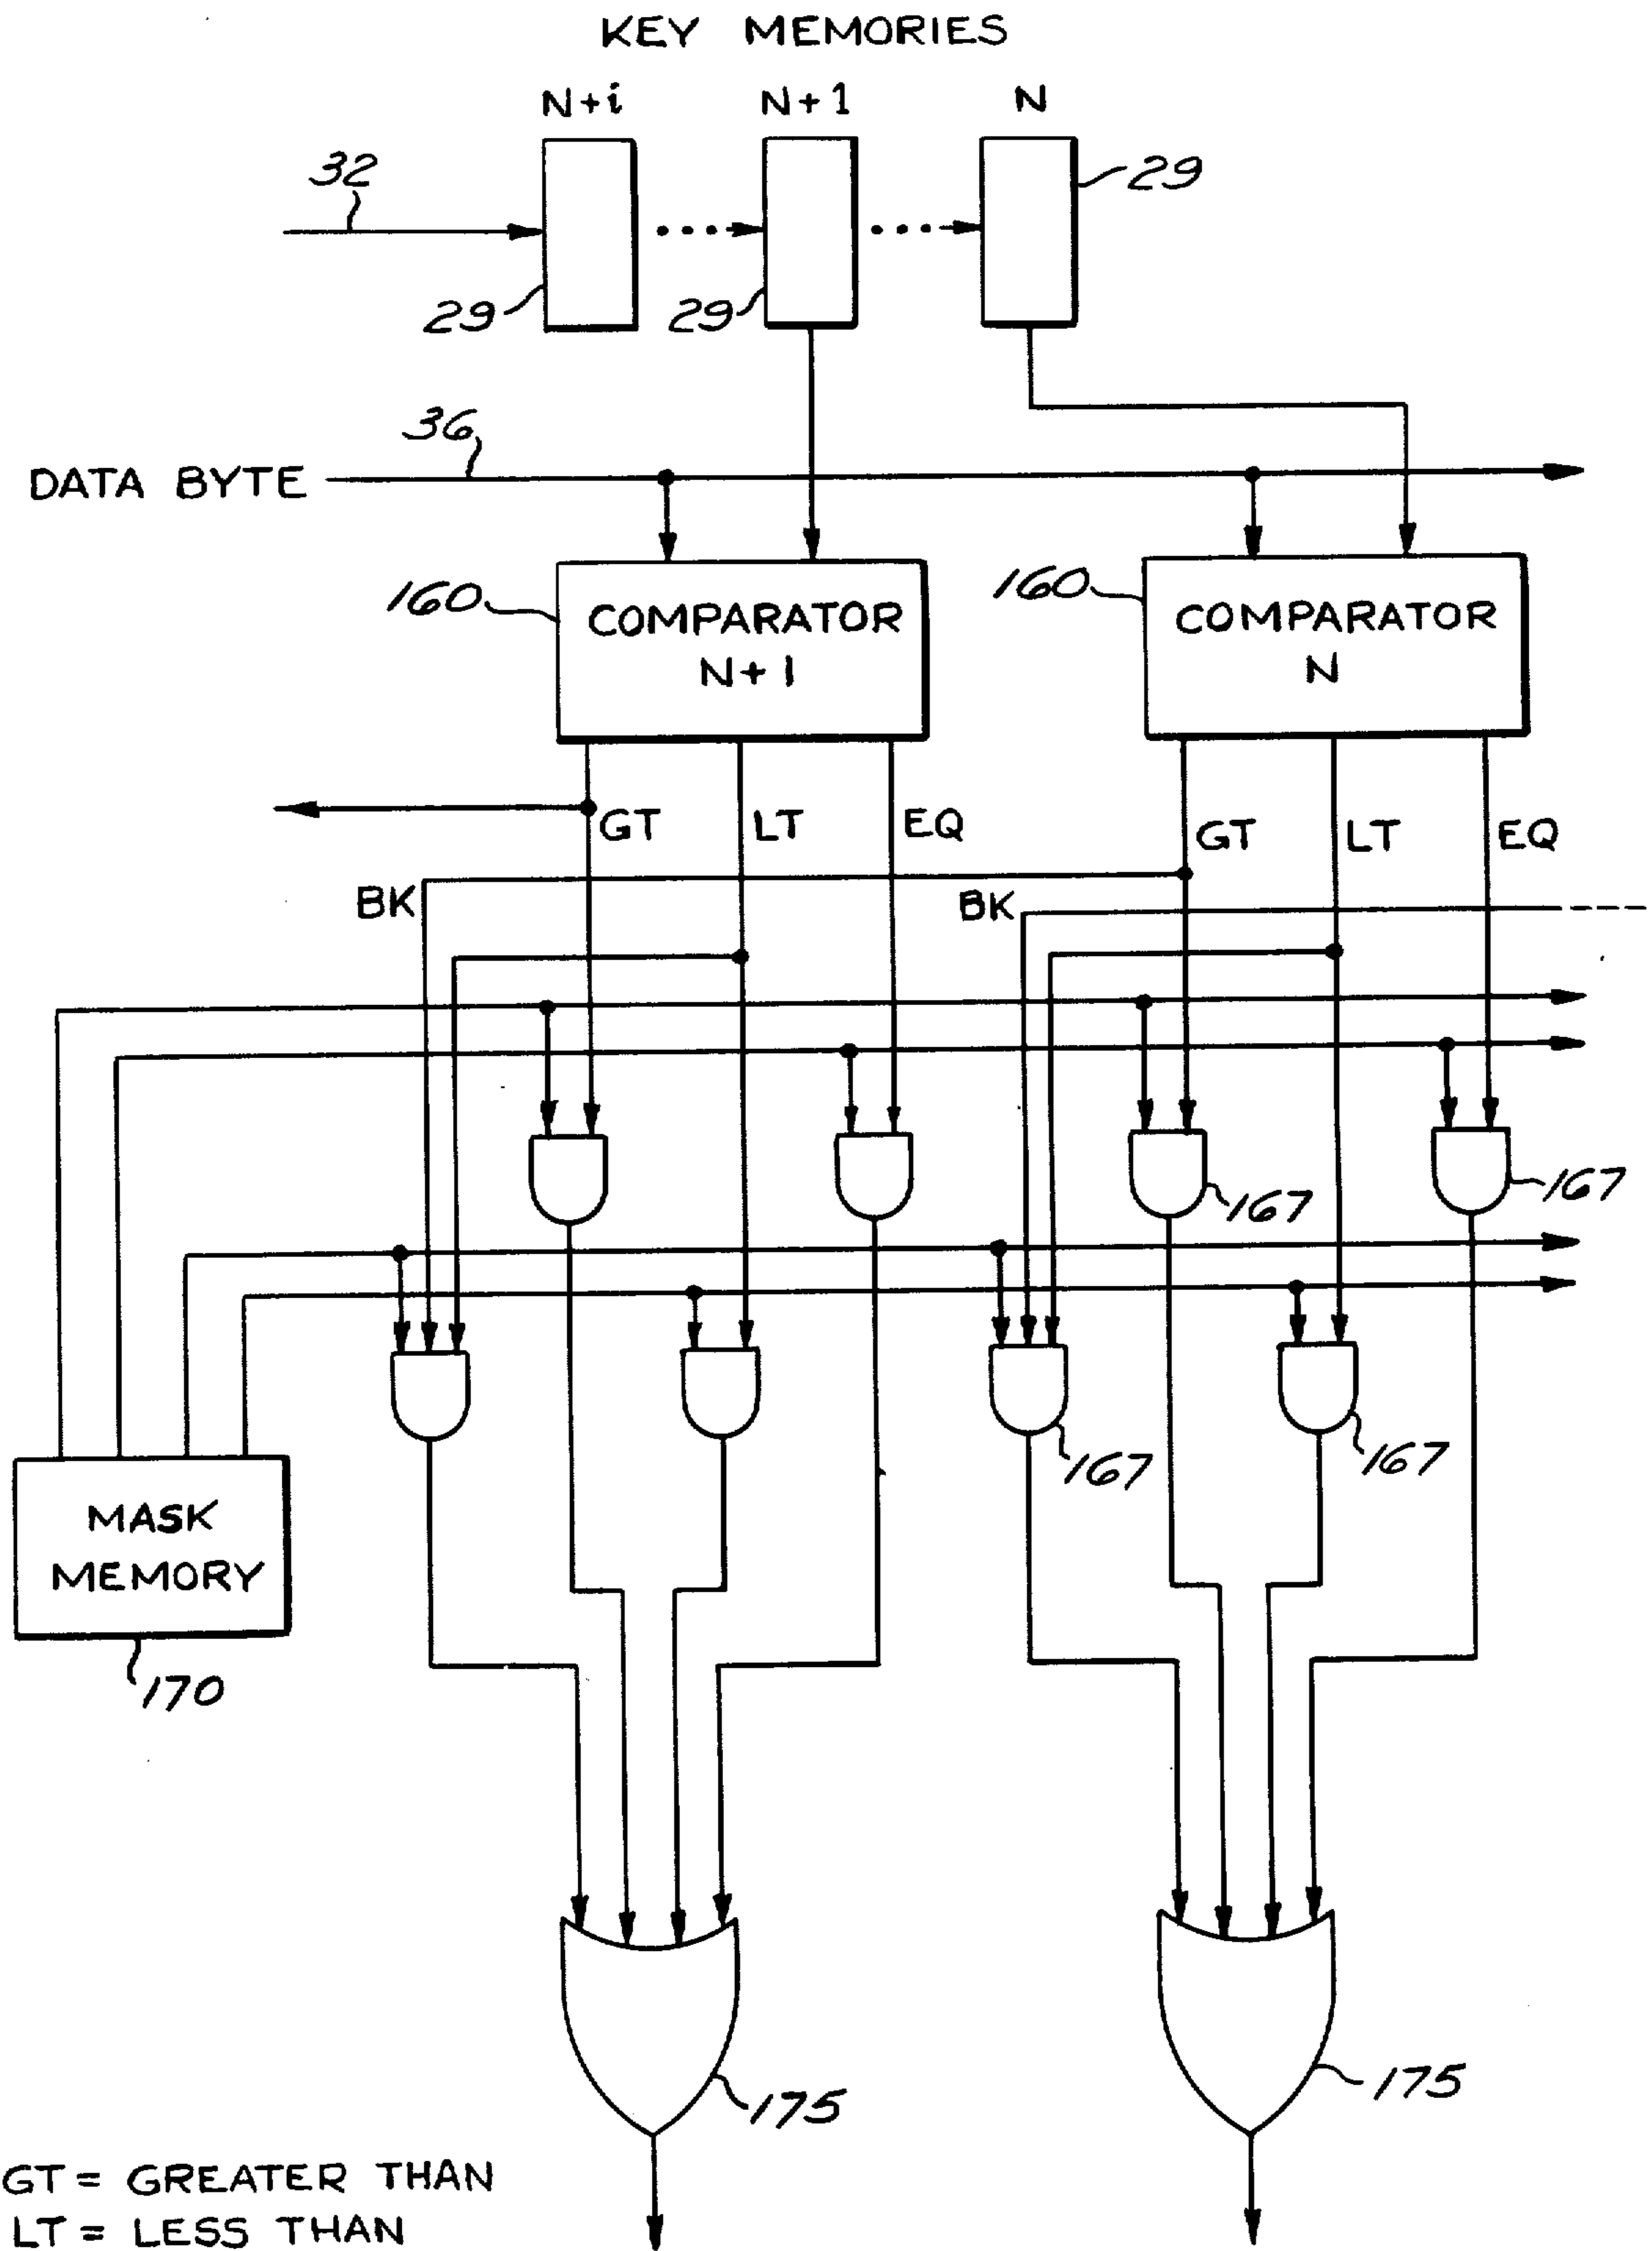 KEY MEMORIES
N+i N+1 N
32
29
29 29
36
DATA BYTE
160 160
COMPARATOR COMPARATOR
N+1 N
GT LT EQ GT LT EQ
BK BK
167 167
167 167
MASK
MEMORY
170
175 175
GT = GREATER THAN
LT = LESS THAN